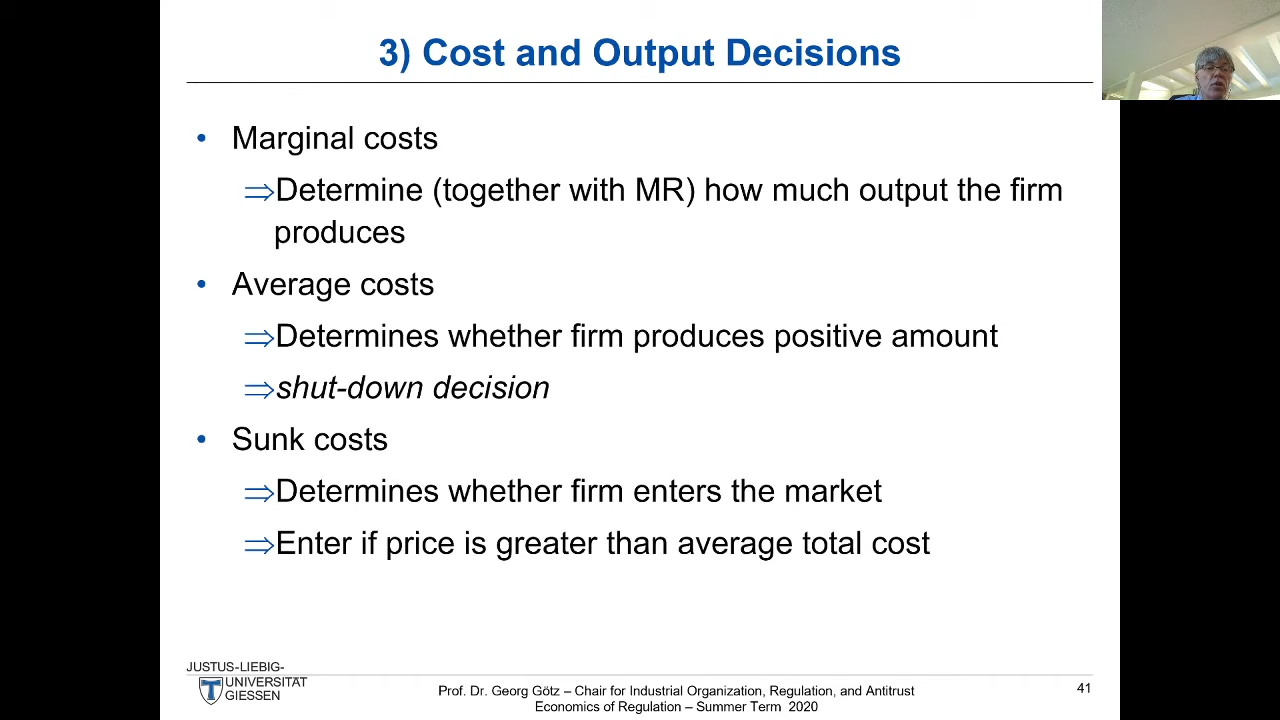 3) Cost and Output Decisions
• Marginal costs
⇒Determine (together with MR) how much output the firm
produces
• Average costs
⇒Determines whether firm produces positive amount
⇒shut-down decision
• Sunk costs
⇒Determines whether firm enters the market
⇒Enter if price is greater than average total cost
JUSTUS-LIEBIG-
UNIVERSITÄT
GIESSEN
Prof. Dr. Georg Götz – Chair for Industrial Organization, Regulation, and Antitrust
Economics of Regulation – Summer Term 2020
41